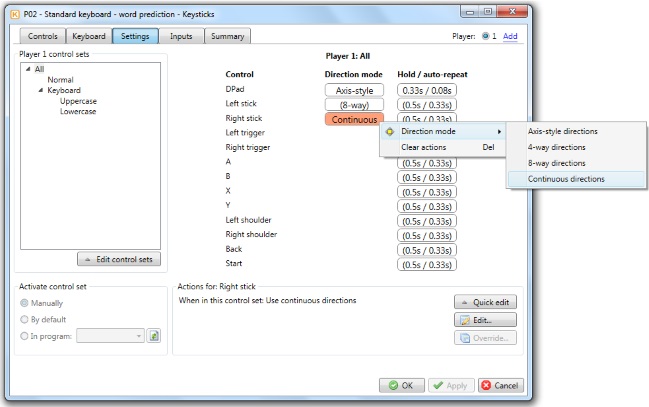 P02 - Standard keyboard - word prediction - Keysticks
Controls Keyboard Settings Inputs Summary Player: 1 Add
Player 1 control sets
All
Normal
Keyboard
Uppercase
Lowercase
Edit control sets
Player 1: All
Control Direction mode Hold / auto-repeat
DPad Axis-style 0.33s / 0.08s
Left stick (8-way) (0.5s / 0.33s)
Right stick Continuous (0.5s / 0.33s)
Left trigger
Right trigger
A (0.5s / 0.33s)
B (0.5s / 0.33s)
X (0.5s / 0.33s)
Y (0.5s / 0.33s)
Left shoulder (0.5s / 0.33s)
Right shoulder (0.5s / 0.33s)
Back (0.5s / 0.33s)
Start (0.5s / 0.33s)
Direction mode
Clear actions Del
Axis-style directions
4-way directions
8-way directions
Continuous directions
Activate control set
Manually
By default
In program:
Actions for: Right stick
When in this control set: Use continuous directions
Quick edit
Edit...
Override...
OK Apply Cancel